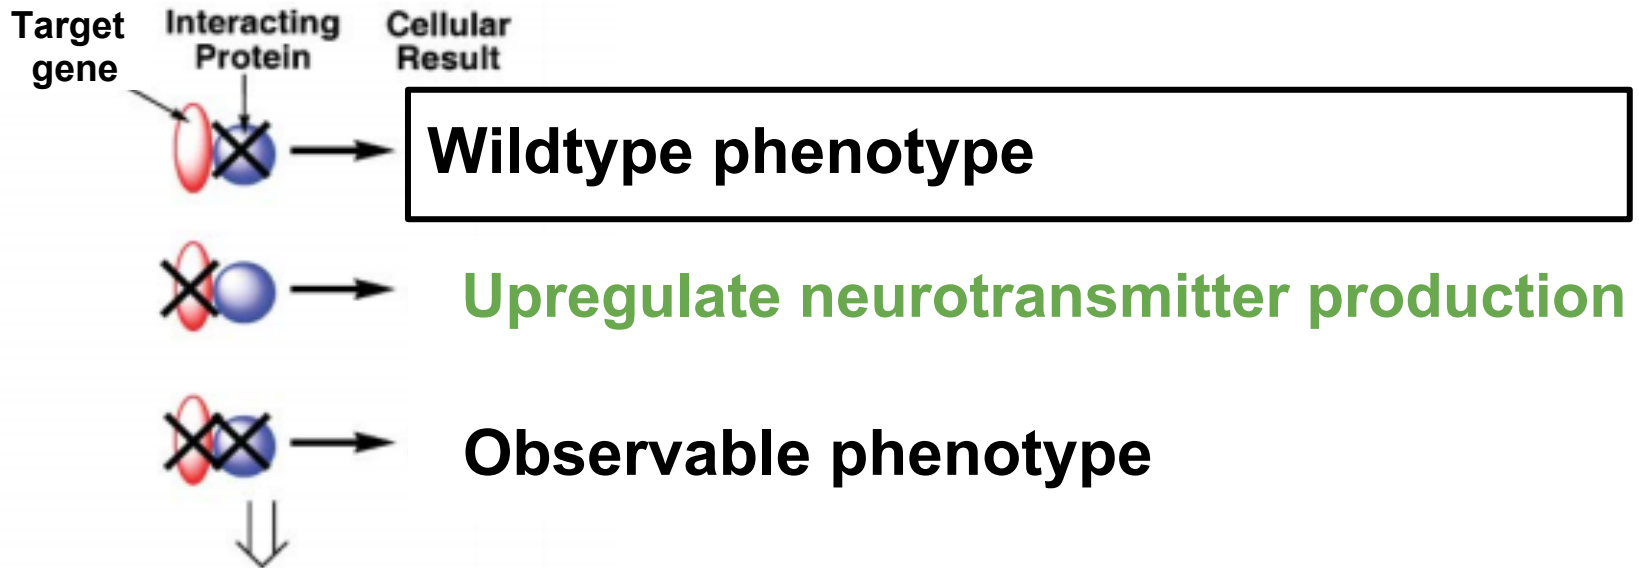 Target
gene
Interacting
Protein
Cellular
Result
Wildtype phenotype
Upregulate neurotransmitter production
Observable phenotype